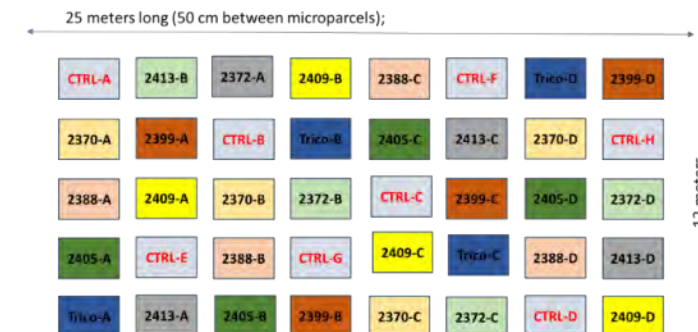 25 meters long (50 cm between microparcels);
CTRL-A 2413-B 2372-A 2409-B 2388-C CTRL-F Trico-D 2399-D
2370-A 2399-A CTRL-B Trico-B 2405-C 2413-C 2370-D CTRL-H
2388-A 2409-A 2370-B 2372-B CTRL-C 2399-C 2405-D 2372-D
2405-A CTRL-E 2388-B CTRL-G 2409-C Trico-C 2388-D 2413-D
Trico-A 2413-A 2405-B 2399-B 2370-C 2372-C CTRL-D 2409-D
12 meters